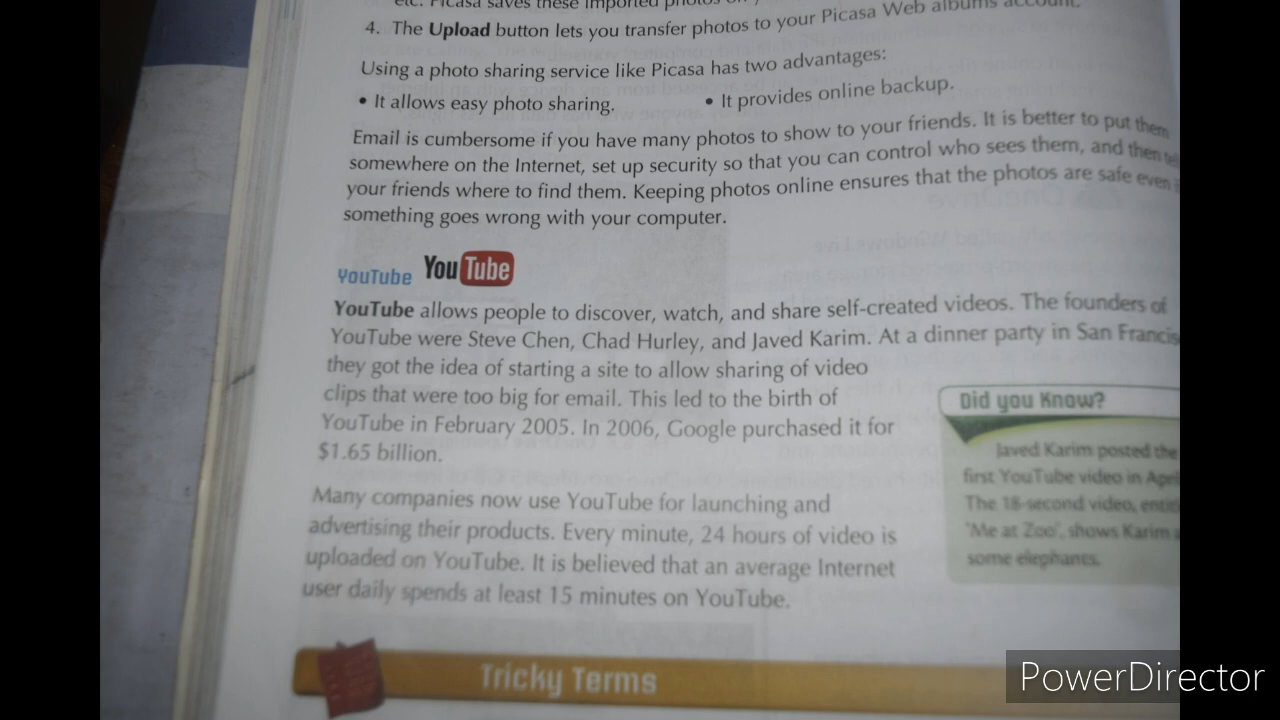 etc. Picasa saves these imported photos on
4. The Upload button lets you transfer photos to your Picasa Web albums account.
Using a photo sharing service like Picasa has two advantages:
• It allows easy photo sharing. • It provides online backup.
Email is cumbersome if you have many photos to show to your friends. It is better to put them
somewhere on the Internet, set up security so that you can control who sees them, and then
your friends where to find them. Keeping photos online ensures that the photos are safe even
something goes wrong with your computer.
YouTube YouTube
YouTube allows people to discover, watch, and share self-created videos. The founders of
YouTube were Steve Chen, Chad Hurley, and Javed Karim. At a dinner party in San Francis
they got the idea of starting a site to allow sharing of video
clips that were too big for email. This led to the birth of
YouTube in February 2005. In 2006, Google purchased it for
$1.65 billion.
Many companies now use YouTube for launching and
advertising their products. Every minute, 24 hours of video is
uploaded on YouTube. It is believed that an average Internet
user daily spends at least 15 minutes on YouTube.
Did you Know?
Javed Karim posted the
first YouTube video in Apri
The 18-second video, entit
'Me at Zoo', shows Karim a
some elephants.
Tricky Terms
PowerDirector